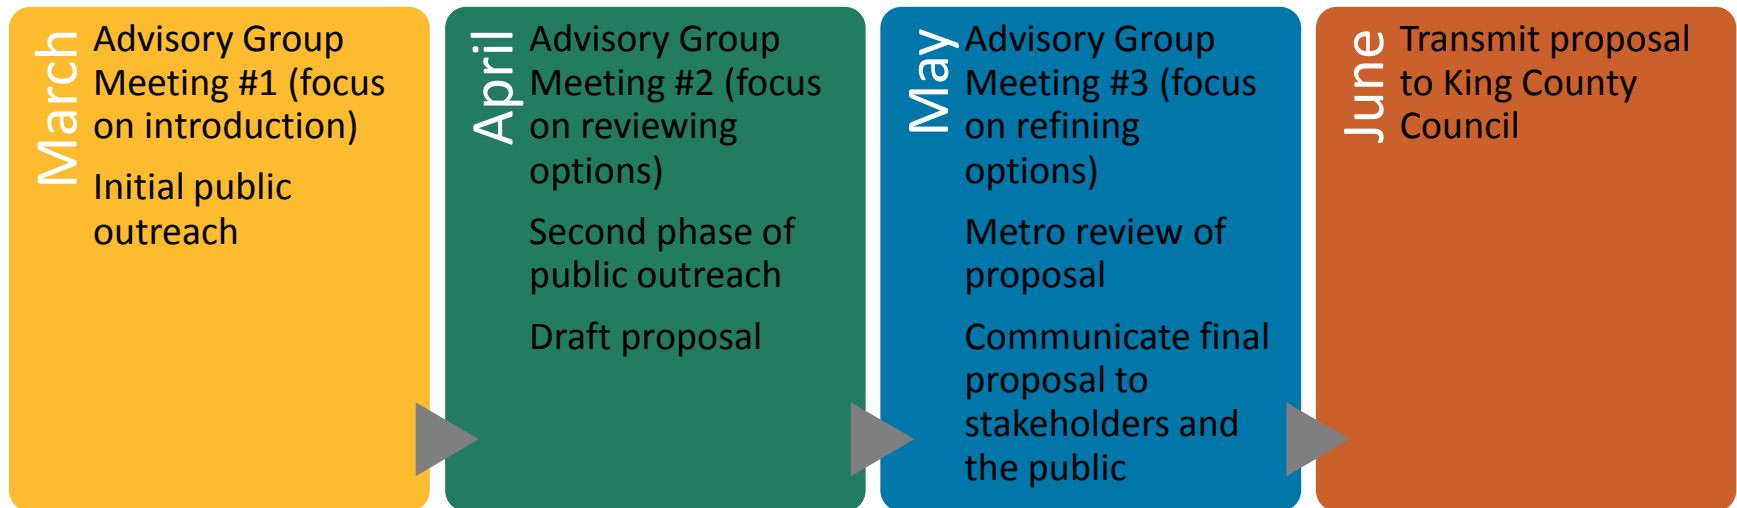 March
Advisory Group
Meeting #1 (focus
on introduction)
Initial public
outreach
April
Advisory Group
Meeting #2 (focus
on reviewing
options)
Second phase of
public outreach
Draft proposal
May
Advisory Group
Meeting #3 (focus
on refining
options)
Metro review of
proposal
Communicate final
proposal to
stakeholders and
the public
June
Transmit proposal
to King County
Council